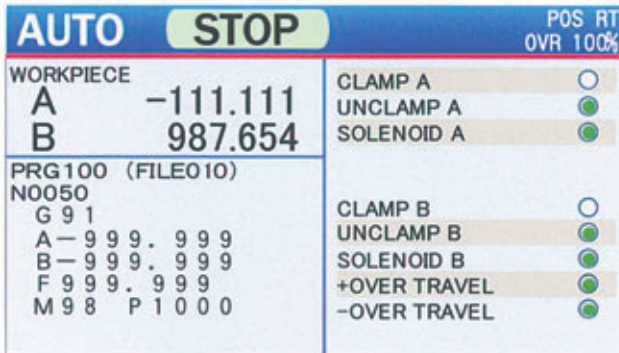 AUTO STOP POS RT
OVR 100%
WORKPIECE
A -111.111
B 987.654
PRG100 (FILE010)
N0050
G91
A-999.999
B-999.999
F999.999
M98 P1000
CLAMP A
UNCLAMP A
SOLENOID A
CLAMP B
UNCLAMP B
SOLENOID B
+OVER TRAVEL
-OVER TRAVEL